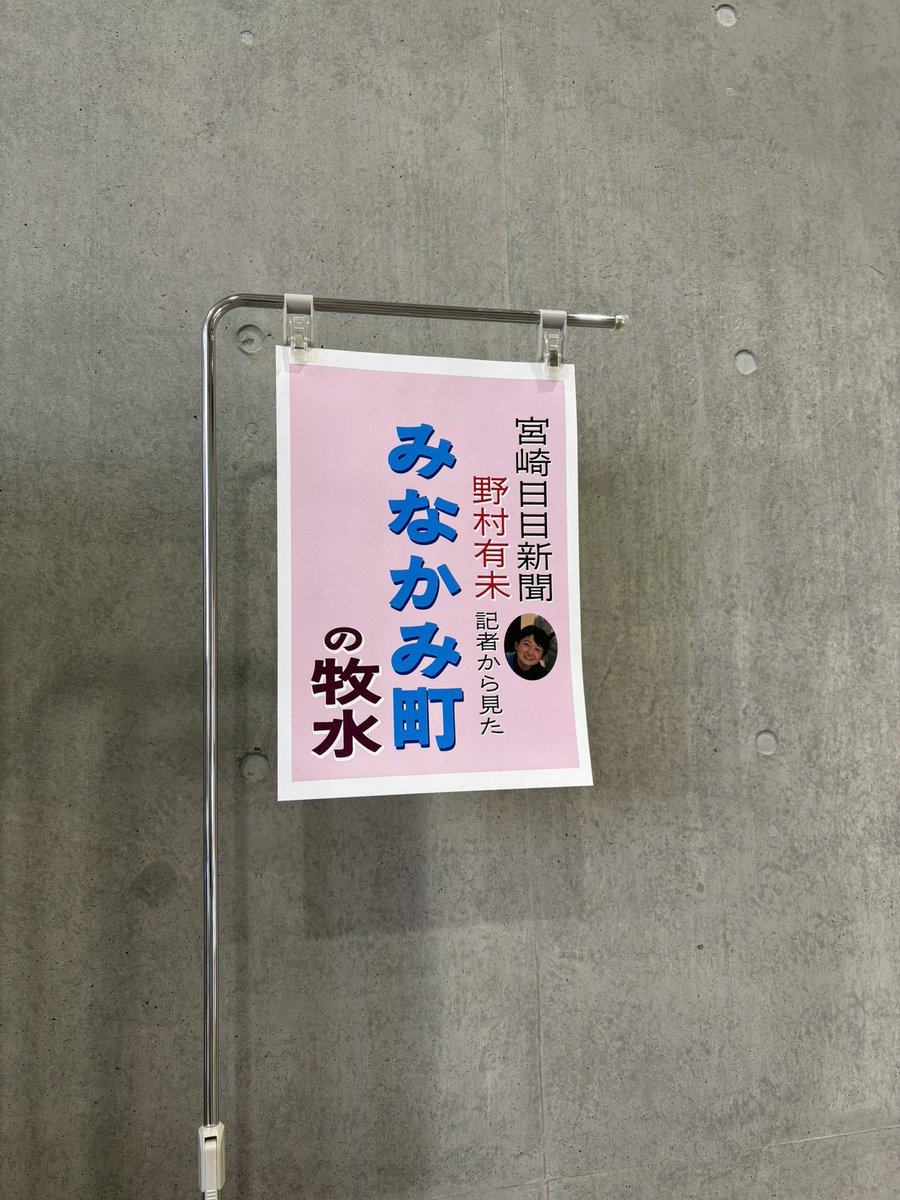 宮崎日日新聞
野村有未 記者から見た
みなかみ町
の牧水